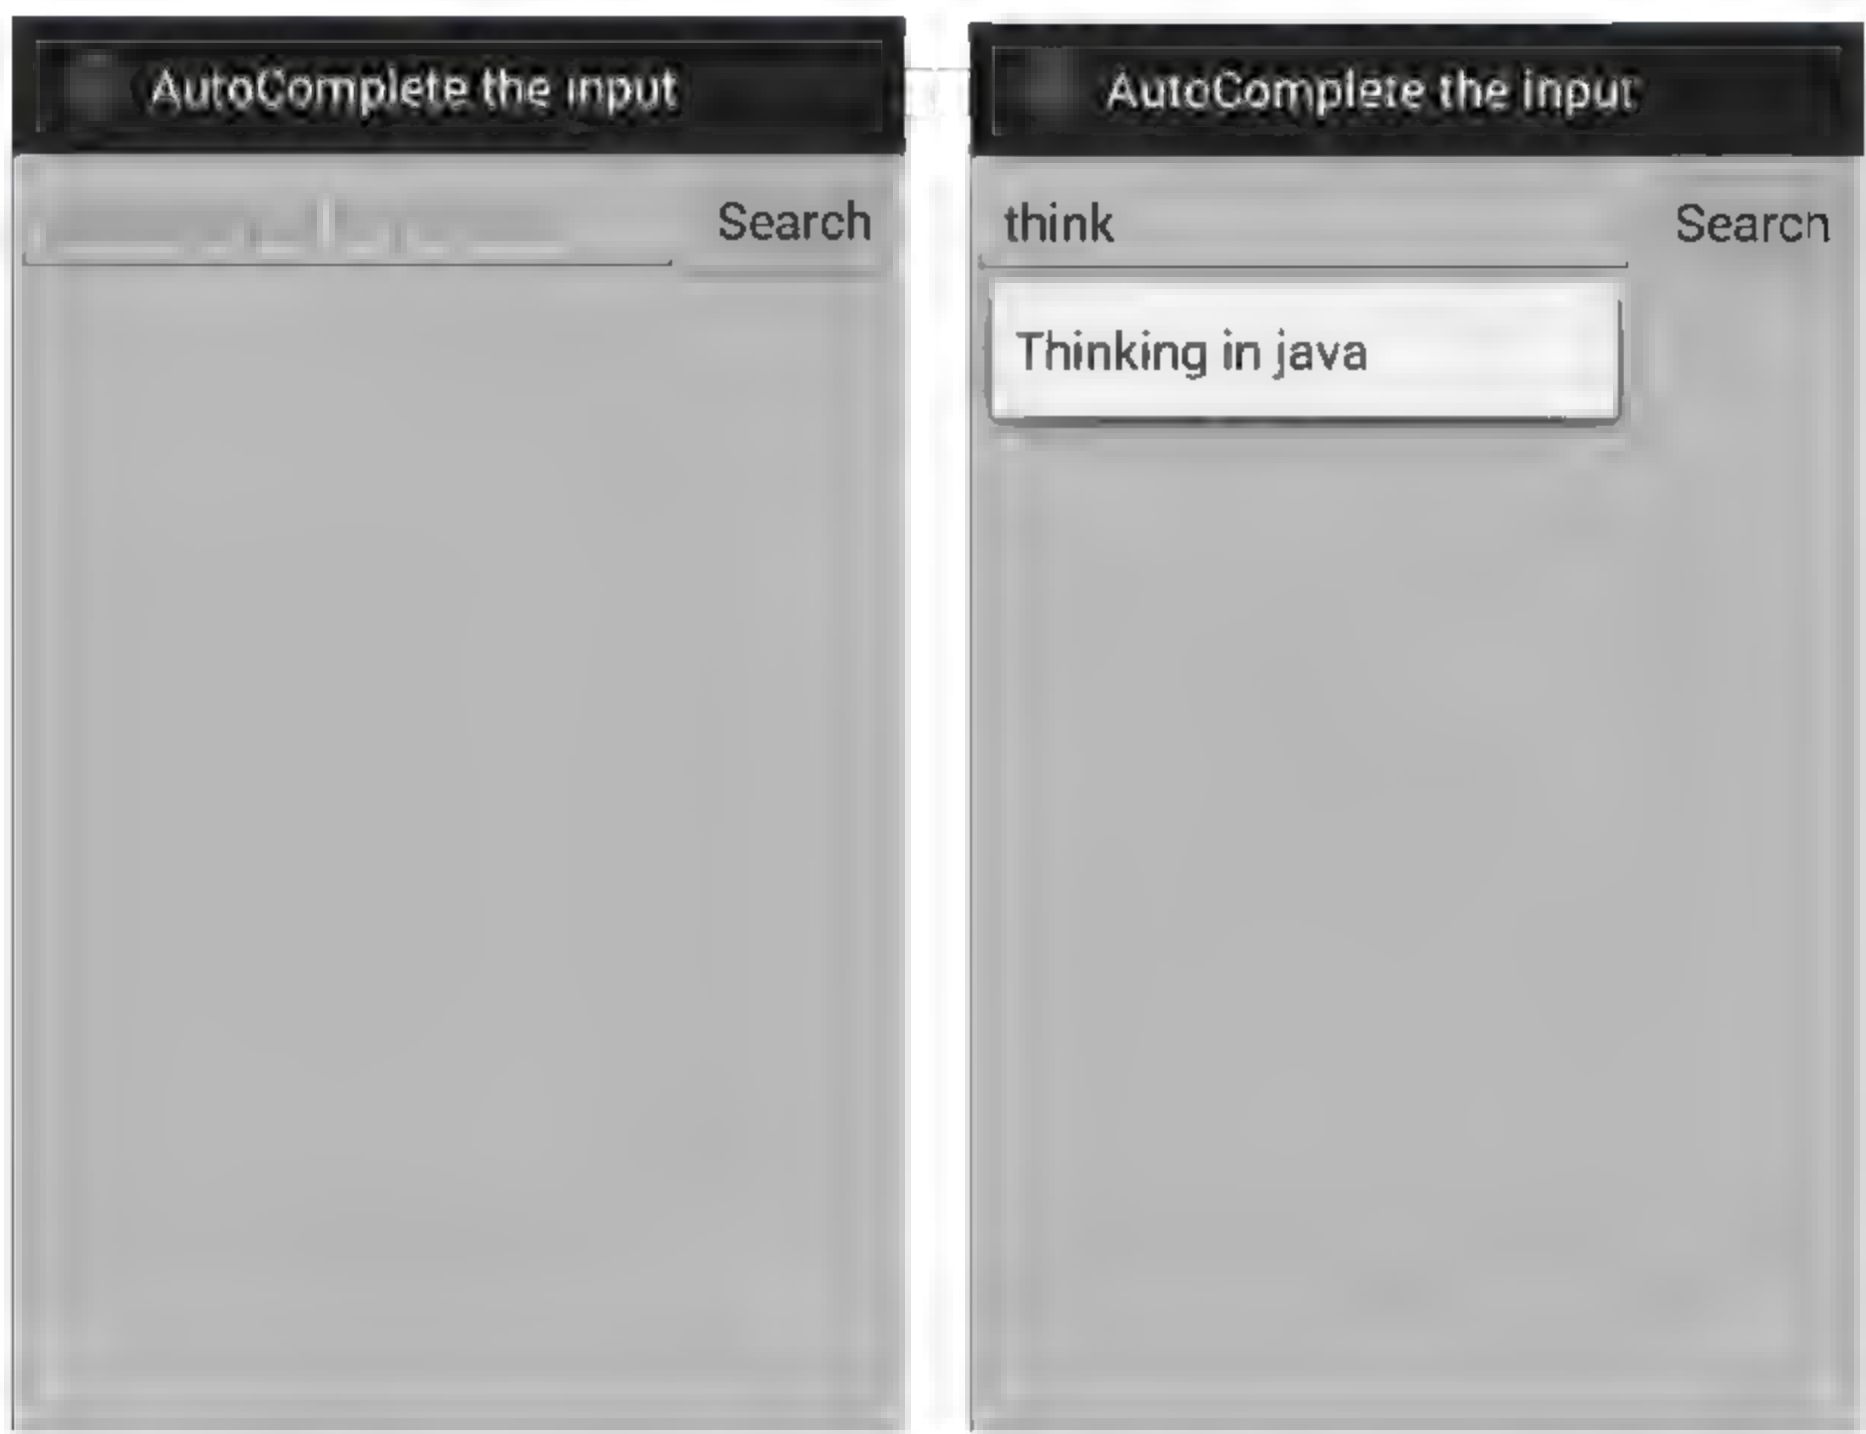 AutoComplete the input
Search
AutoComplete the input
think
Search
Thinking in java